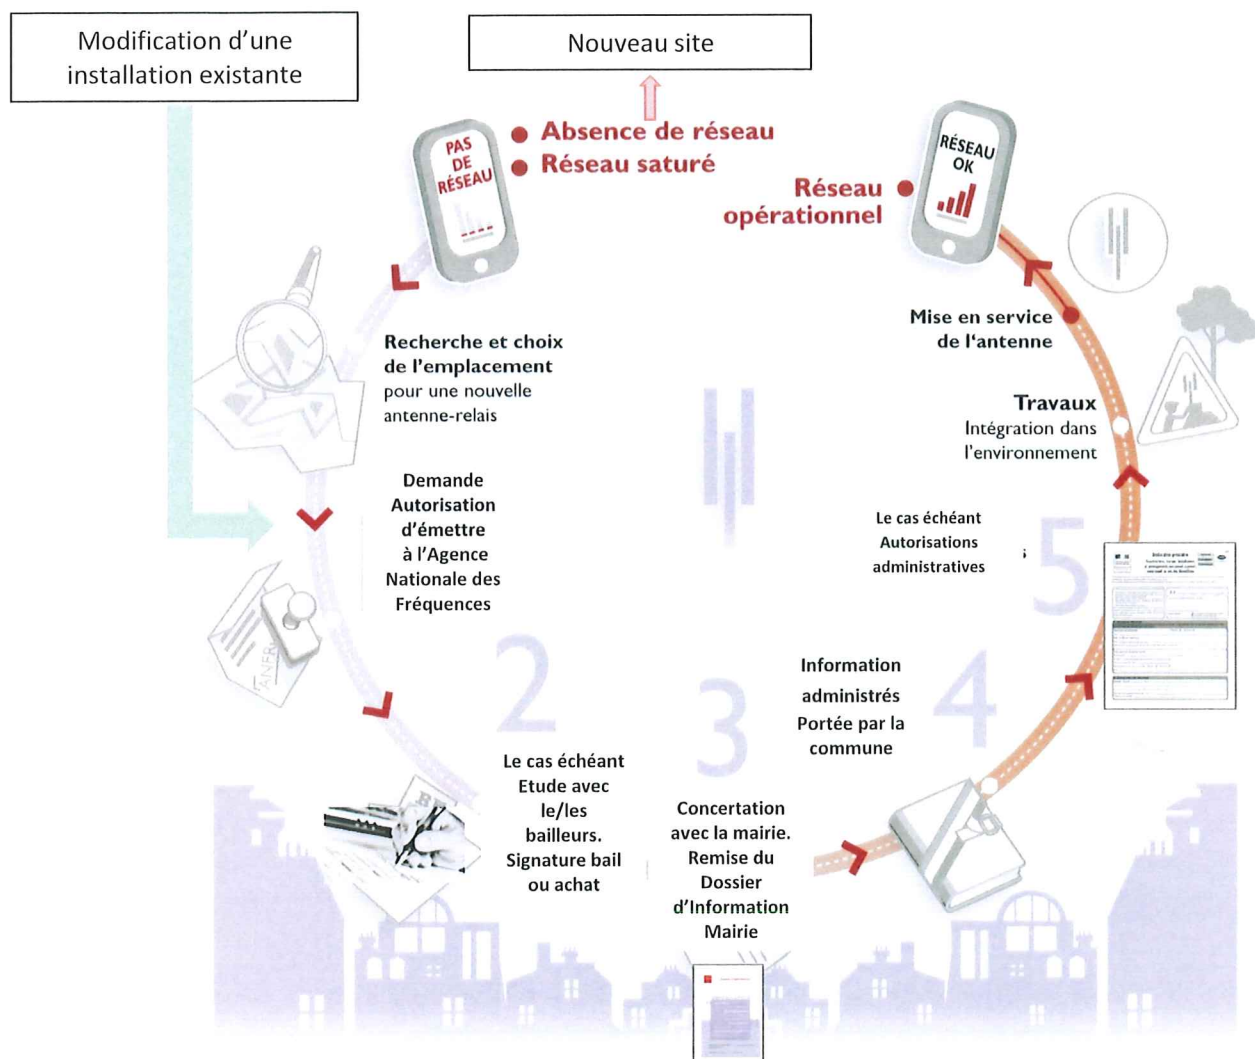 Modification d'une
installation existante
Nouveau site
PAS
DE
RÉSEAU
Absence de réseau
Réseau saturé
RÉSEAU
OK
Réseau
opérationnel
Mise en service
de l'antenne
Recherche et choix
de l'emplacement
pour une nouvelle
antenne-relais
Travaux
Intégration dans
l'environnement
Demande
Autorisation
d'émettre
à l'Agence
Nationale des
Fréquences
ANFR
Le cas échéant
Autorisations
administratives
5
2
Le cas échéant
Etude avec
le/les
bailleurs.
Signature bail
ou achat
3
Concertation
avec la mairie.
Remise du
Dossier
d'Information
Mairie
4
Information
administrés
Portée par la
commune